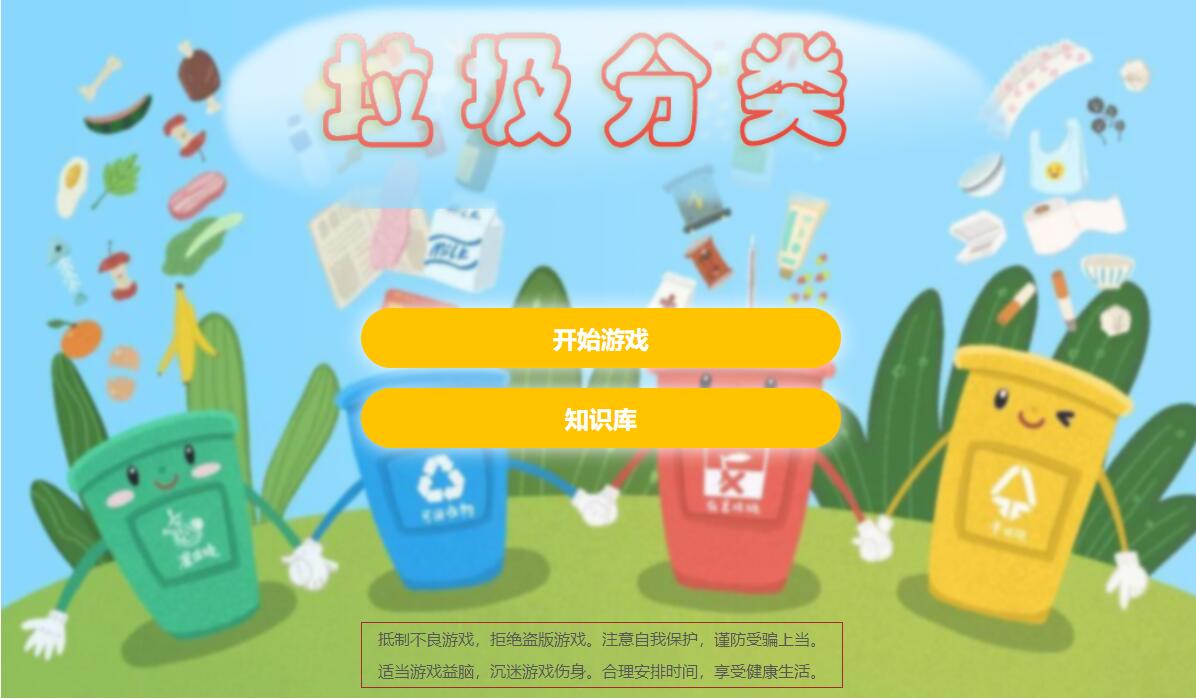 垃圾分类
MILK
开始游戏
知识库
抵制不良游戏，拒绝盗版游戏。注意自我保护，谨防受骗上当。
适当游戏益脑，沉迷游戏伤身。合理安排时间，享受健康生活。